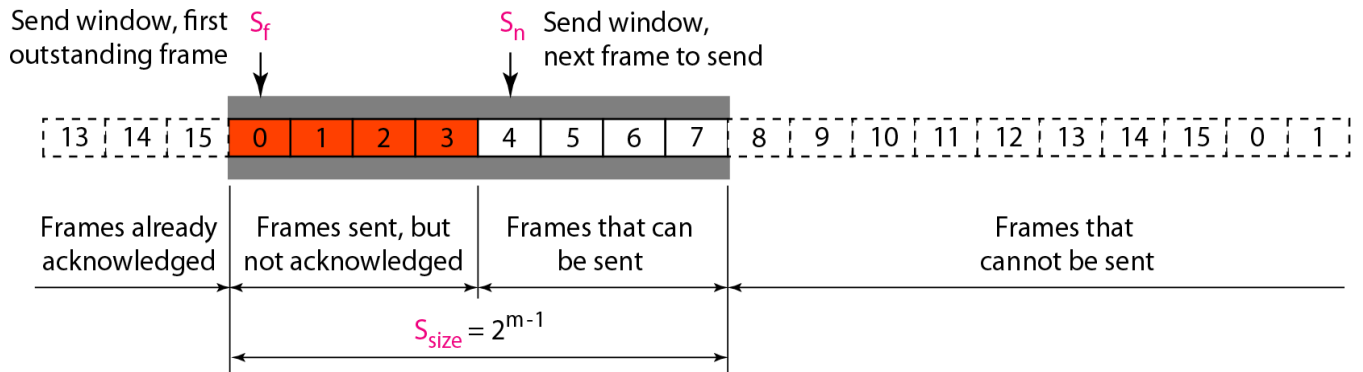 Send window, first
outstanding frame
Sf
Sn
Send window,
next frame to send
13 14 15 0 1 2 3 4 5 6 7 8 9 10 11 12 13 14 15 0 1
Frames already
acknowledged
Frames sent, but
not acknowledged
Frames that can
be sent
Frames that
cannot be sent
Ssize = 2^m-1